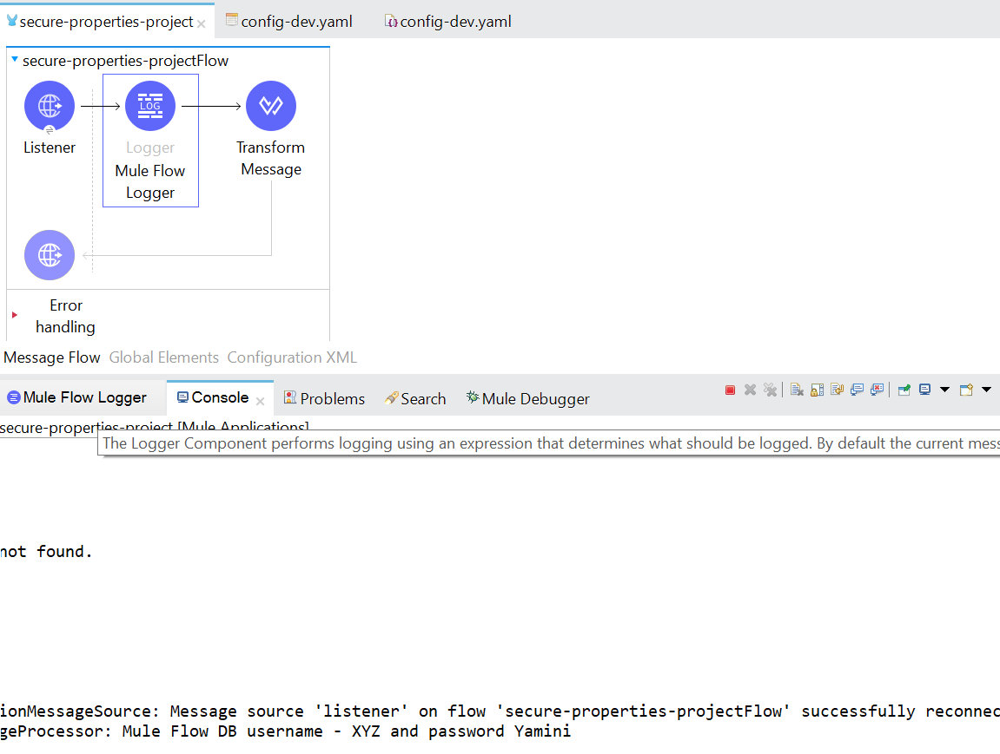 secure-properties-project
config-dev.yaml
config-dev.yaml
secure-properties-projectFlow
LOG
Listener
Logger
Mule Flow
Logger
Transform
Message
Error
handling
Message Flow Global Elements Configuration XML
Mule Flow Logger Console Problems Search Mule Debugger
secure-properties-project [Mule Applications]
The Logger Component performs logging using an expression that determines what should be logged. By default the current mess
not found.
ionMessageSource: Message source 'listener' on flow 'secure-properties-projectFlow' successfully reconnec
geProcessor: Mule Flow DB username - XYZ and password Yamini